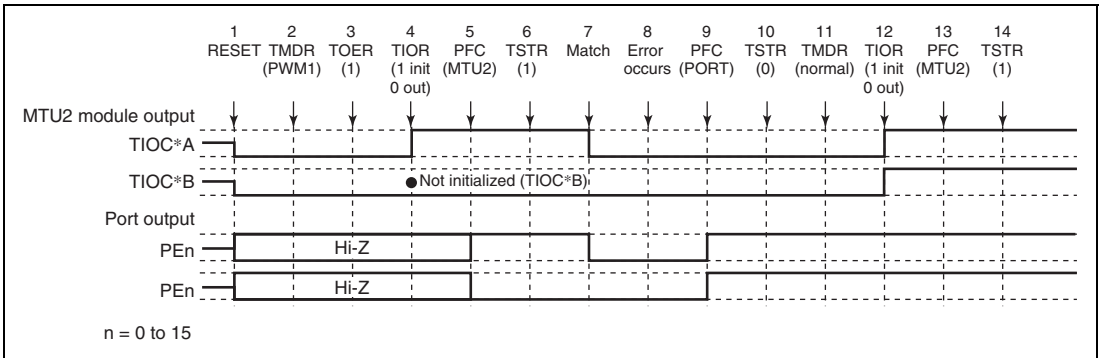 1 2 3 4 5 6 7 8 9 10 11 12 13 14
RESET TMDR TOER TIOR PFC TSTR Match Error PFC TSTR TMDR TIOR PFC TSTR
(PWM1) (1) (1 init (MTU2) (1) occurs (PORT) (0) (normal) (1 init (MTU2) (1)
0 out) 0 out)
MTU2 module output
TIOC*A
TIOC*B Not initialized (TIOC*B)
Port output
PEn Hi-Z
PEn Hi-Z
n = 0 to 15